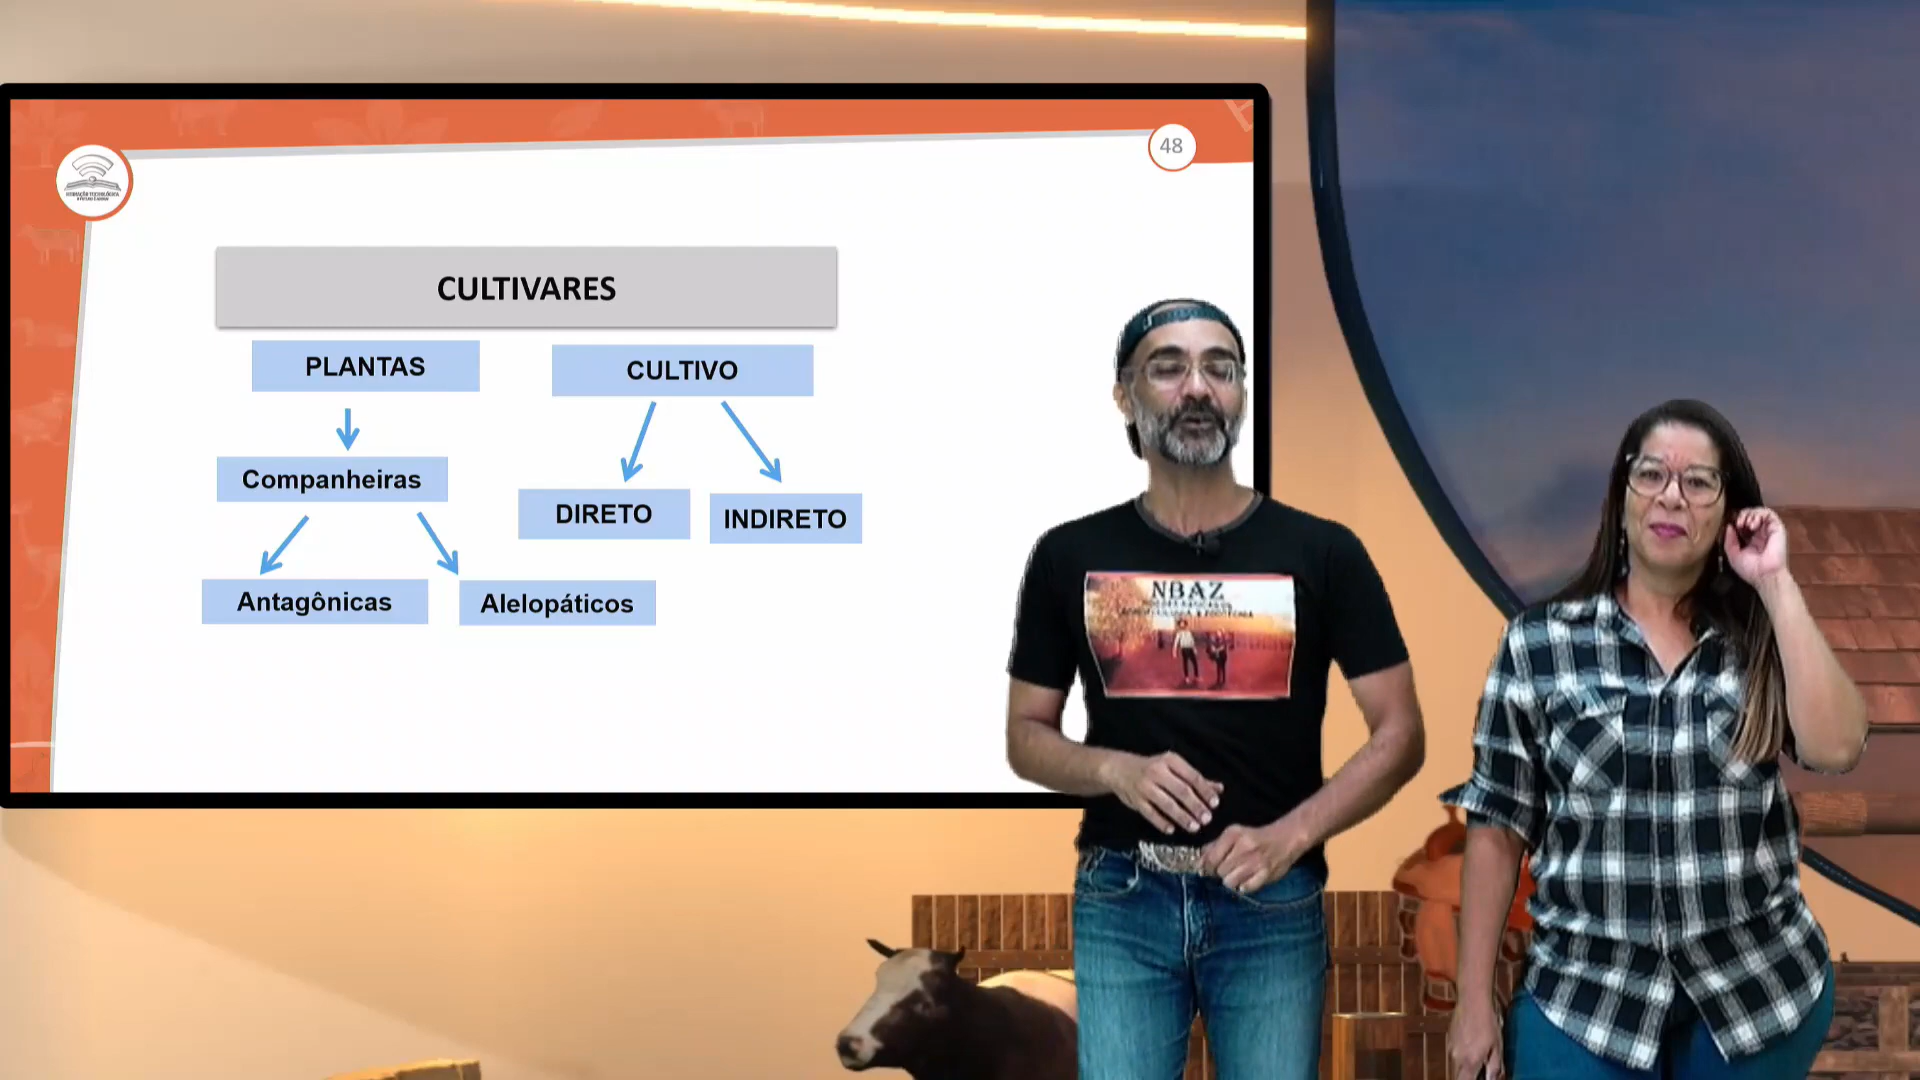 48
CULTIVARES
PLANTAS
CULTIVO
Companheiras
DIRETO
INDIRETO
Antagônicas
Alelopáticos
NBAZ